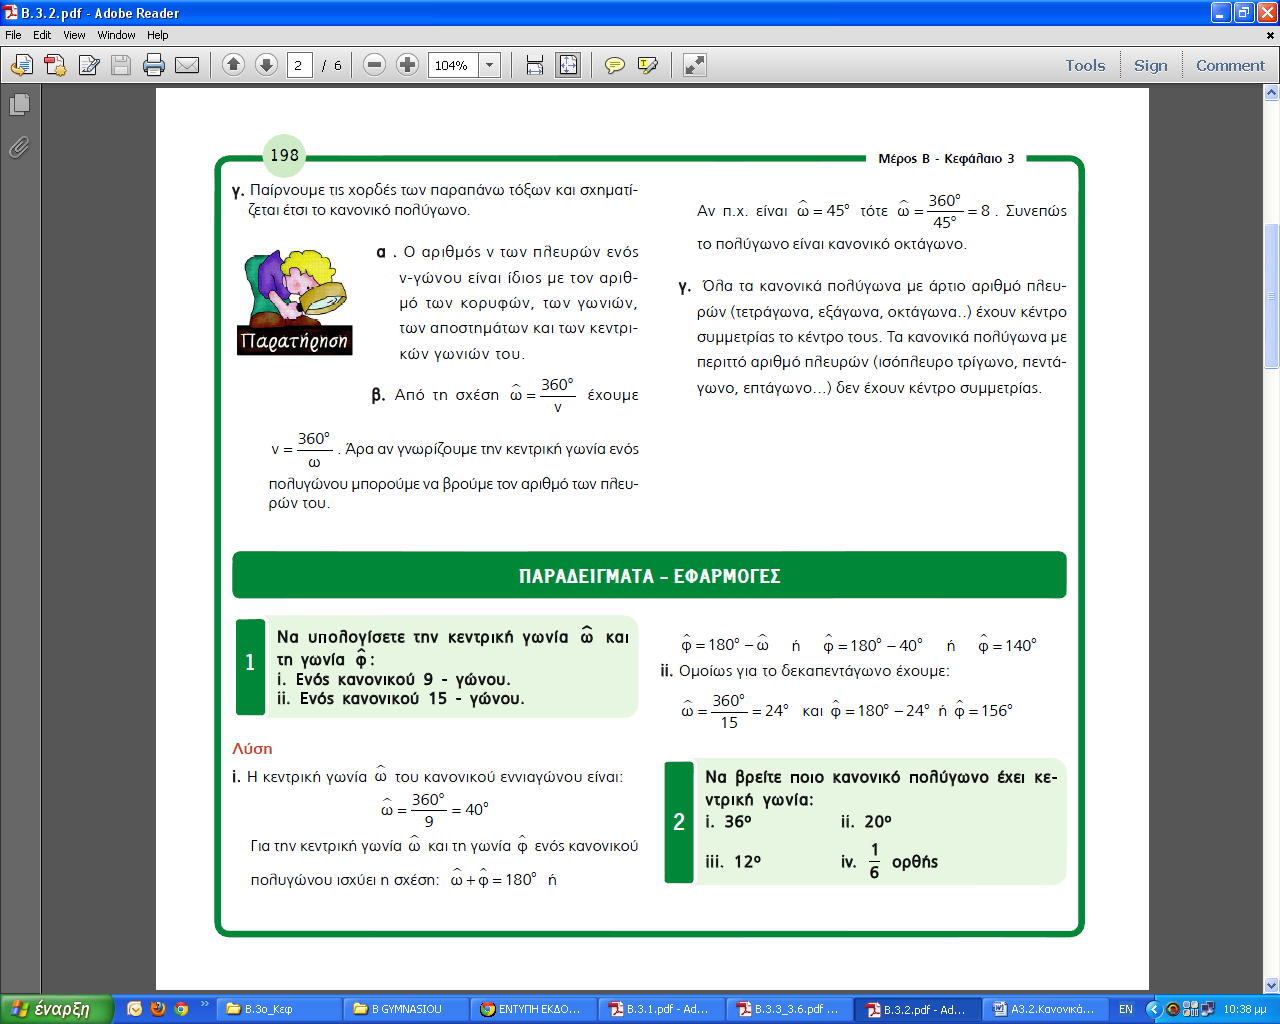 B.3.2.pdf - Adobe Reader
File Edit View Window Help
2 / 6 104% Tools Sign Comment
198
Μέρος Β - Κεφάλαιο 3
γ. Παίρνουμε τις χορδές των παραπάνω τόξων και σχηματί-
ζεται έτσι το κανονικό πολύγωνο.
Παρατήρηση
α . Ο αριθμός ν των πλευρών ενός
ν-γώνου είναι ίδιος με τον αριθ-
μό των κορυφών, των γωνιών,
των αποστημάτων και των κεντρι-
κών γωνιών του.
β. Από τη σχέση ω̂ = 360° / ν έχουμε
ν = 360° / ω . Άρα αν γνωρίζουμε την κεντρική γωνία ενός
πολυγώνου μπορούμε να βρούμε τον αριθμό των πλευ-
ρών του.
Αν π.χ. είναι ω̂ = 45° τότε ω̂ = 360° / 45° = 8 . Συνεπώς
το πολύγωνο είναι κανονικό οκτάγωνο.
γ. Όλα τα κανονικά πολύγωνα με άρτιο αριθμό πλευ-
ρών (τετράγωνα, εξάγωνα, οκτάγωνα..) έχουν κέντρο
συμμετρίας το κέντρο τους. Τα κανονικά πολύγωνα με
περιττό αριθμό πλευρών (ισόπλευρο τρίγωνο, πεντά-
γωνο, επτάγωνο...) δεν έχουν κέντρο συμμετρίας.
ΠΑΡΑΔΕΙΓΜΑΤΑ - ΕΦΑΡΜΟΓΕΣ
1
Να υπολογίσετε την κεντρική γωνία ω̂ και
τη γωνία φ̂ :
i. Ενός κανονικού 9 - γώνου.
ii. Ενός κανονικού 15 - γώνου.
Λύση
i. Η κεντρική γωνία ω̂ του κανονικού εννιαγώνου είναι:
ω̂ = 360° / 9 = 40°
Για την κεντρική γωνία ω̂ και τη γωνία φ̂ ενός κανονικού
πολυγώνου ισχύει η σχέση: ω̂ + φ̂ = 180° ή
φ̂ = 180° − ω̂ ή φ̂ = 180° − 40° ή φ̂ = 140°
ii. Ομοίως για το δεκαπεντάγωνο έχουμε:
ω̂ = 360° / 15 = 24° και φ̂ = 180° − 24° ή φ̂ = 156°
2
Να βρείτε ποιο κανονικό πολύγωνο έχει κε-
ντρική γωνία:
i. 36° ii. 20°
iii. 12° iv. 1/6 ορθής
έναρξη B.3ο_Κεφ B GYMNASIOU ΕΝΤΥΠΗ ΕΚΔΟ... B.3.1.pdf - Ad... B.3.3_3.6.pdf ... B.3.2.pdf - Ad... Α3.2.Κανονικά... EN 10:38 μμ